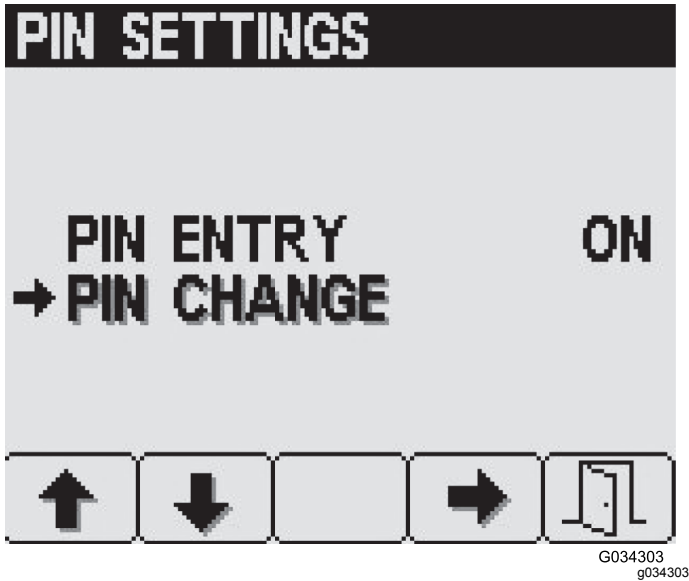 PIN SETTINGS
PIN ENTRY ON
PIN CHANGE
G034303
g034303